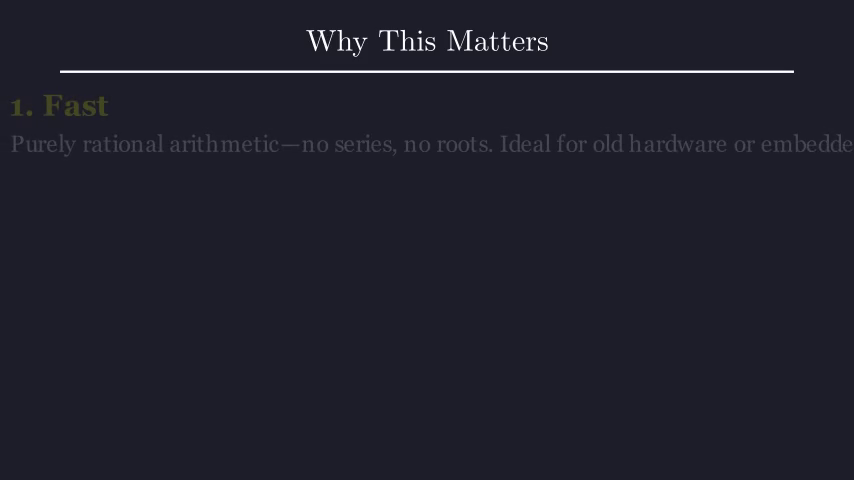 Why This Matters
1. Fast
Purely rational arithmetic—no series, no roots. Ideal for old hardware or embedde